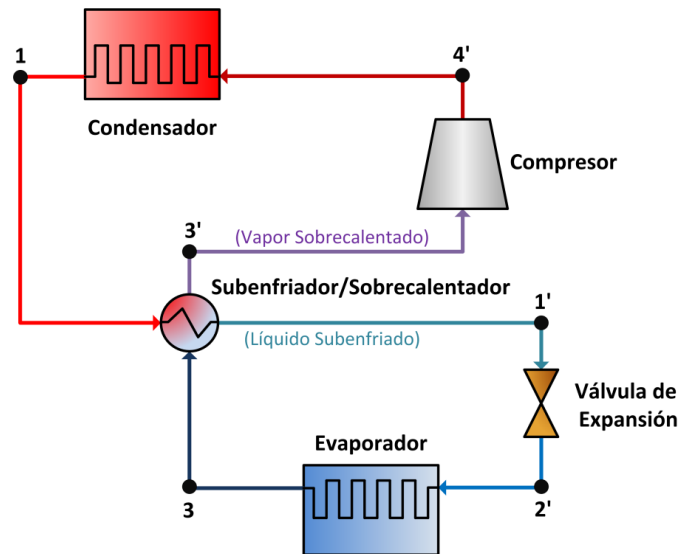 1
4'
Condensador
Compresor
3'
(Vapor Sobrecalentado)
Subenfriador/Sobrecalentador
1'
(Líquido Subenfriado)
Válvula de
Expansión
Evaporador
3
2'